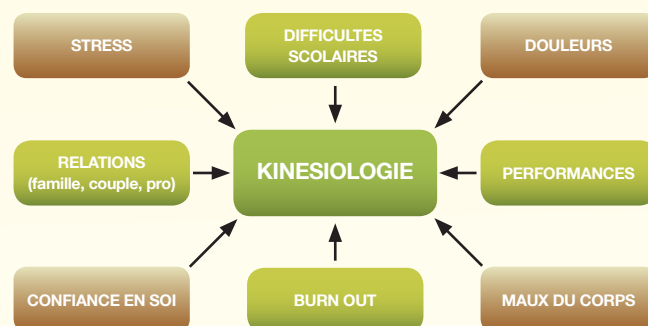 STRESS
DIFFICULTES
SCOLAIRES
DOULEURS
RELATIONS
(famille, couple, pro)
KINESIOLOGIE
PERFORMANCES
CONFIANCE EN SOI
BURN OUT
MAUX DU CORPS